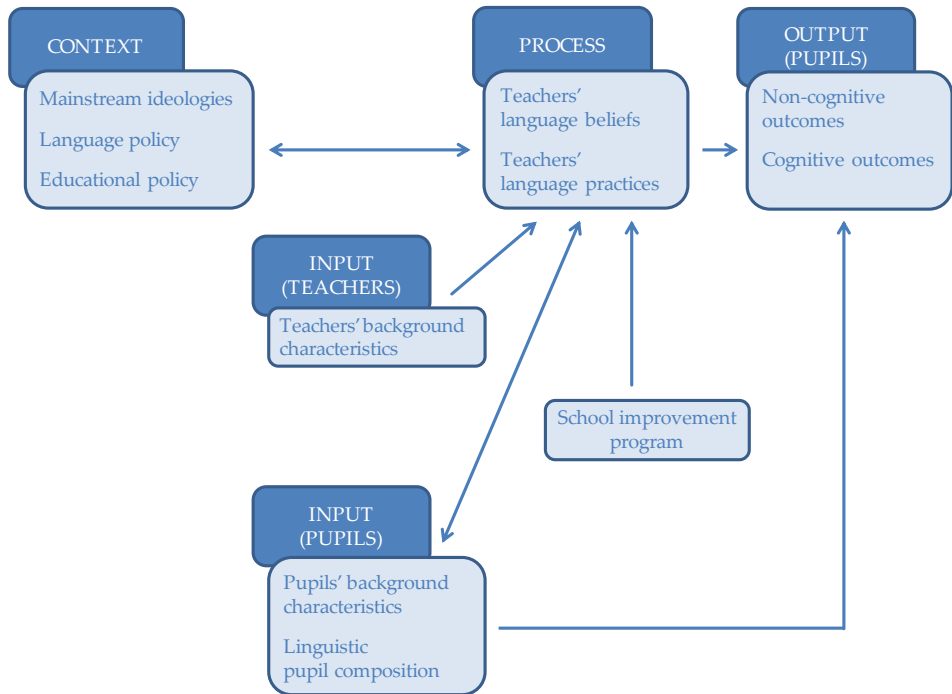 CONTEXT
Mainstream ideologies
Language policy
Educational policy
PROCESS
Teachers’
language beliefs
Teachers’
language practices
OUTPUT
(PUPILS)
Non-cognitive
outcomes
Cognitive outcomes
INPUT
(TEACHERS)
Teachers’ background
characteristics
School improvement
program
INPUT
(PUPILS)
Pupils’ background
characteristics
Linguistic
pupil composition